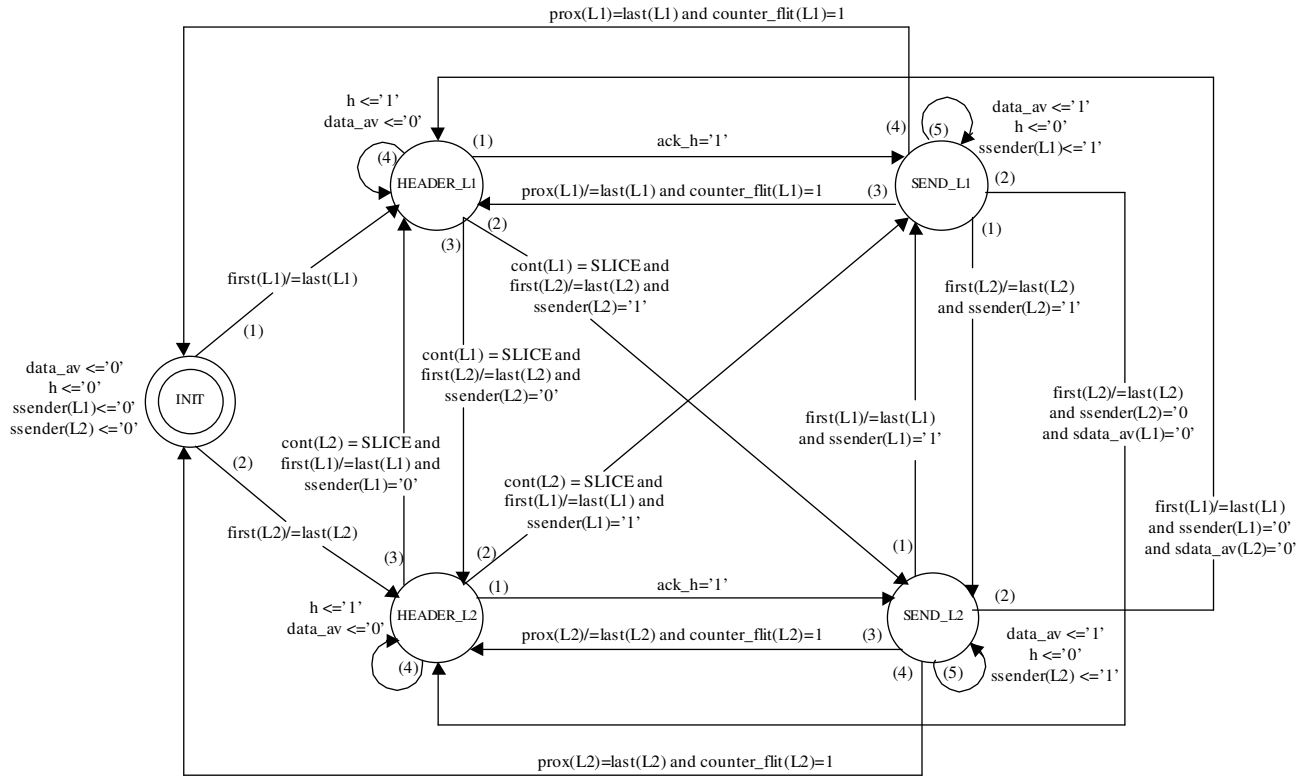 prox(L1)=last(L1) and counter_flit(L1)=1
h <='1'
data_av <='0'
(4)
HEADER_L1
(1)
ack_h='1'
(4)
(5)
data_av <='1'
h <='0'
ssender(L1)<='1'
SEND_L1
(2)
prox(L1)/=last(L1) and counter_flit(L1)=1
(3)
(1)
(3)
(2)
cont(L1) = SLICE and
first(L2)/=last(L2) and
ssender(L2)='1'
first(L1)/=last(L1)
(1)
first(L2)/=last(L2)
and ssender(L2)='1'
data_av <='0'
h <='0'
ssender(L1)<='0'
ssender(L2) <='0'
INIT
cont(L1) = SLICE and
first(L2)/=last(L2) and
ssender(L2)='0'
first(L2)/=last(L2)
and ssender(L2)='0
and sdata_av(L1)='0'
first(L1)/=last(L1)
and ssender(L1)='1'
cont(L2) = SLICE and
first(L1)/=last(L1) and
ssender(L1)='0'
(2)
cont(L2) = SLICE and
first(L1)/=last(L1) and
ssender(L1)='1'
first(L1)/=last(L1)
and ssender(L1)='0'
and sdata_av(L2)='0'
first(L2)/=last(L2)
(3)
(2)
(1)
h <='1'
data_av <='0'
(4)
HEADER_L2
(1)
ack_h='1'
SEND_L2
(2)
prox(L2)/=last(L2) and counter_flit(L2)=1
(3)
(4)
(5)
data_av <='1'
h <='0'
ssender(L2) <='1'
prox(L2)=last(L2) and counter_flit(L2)=1